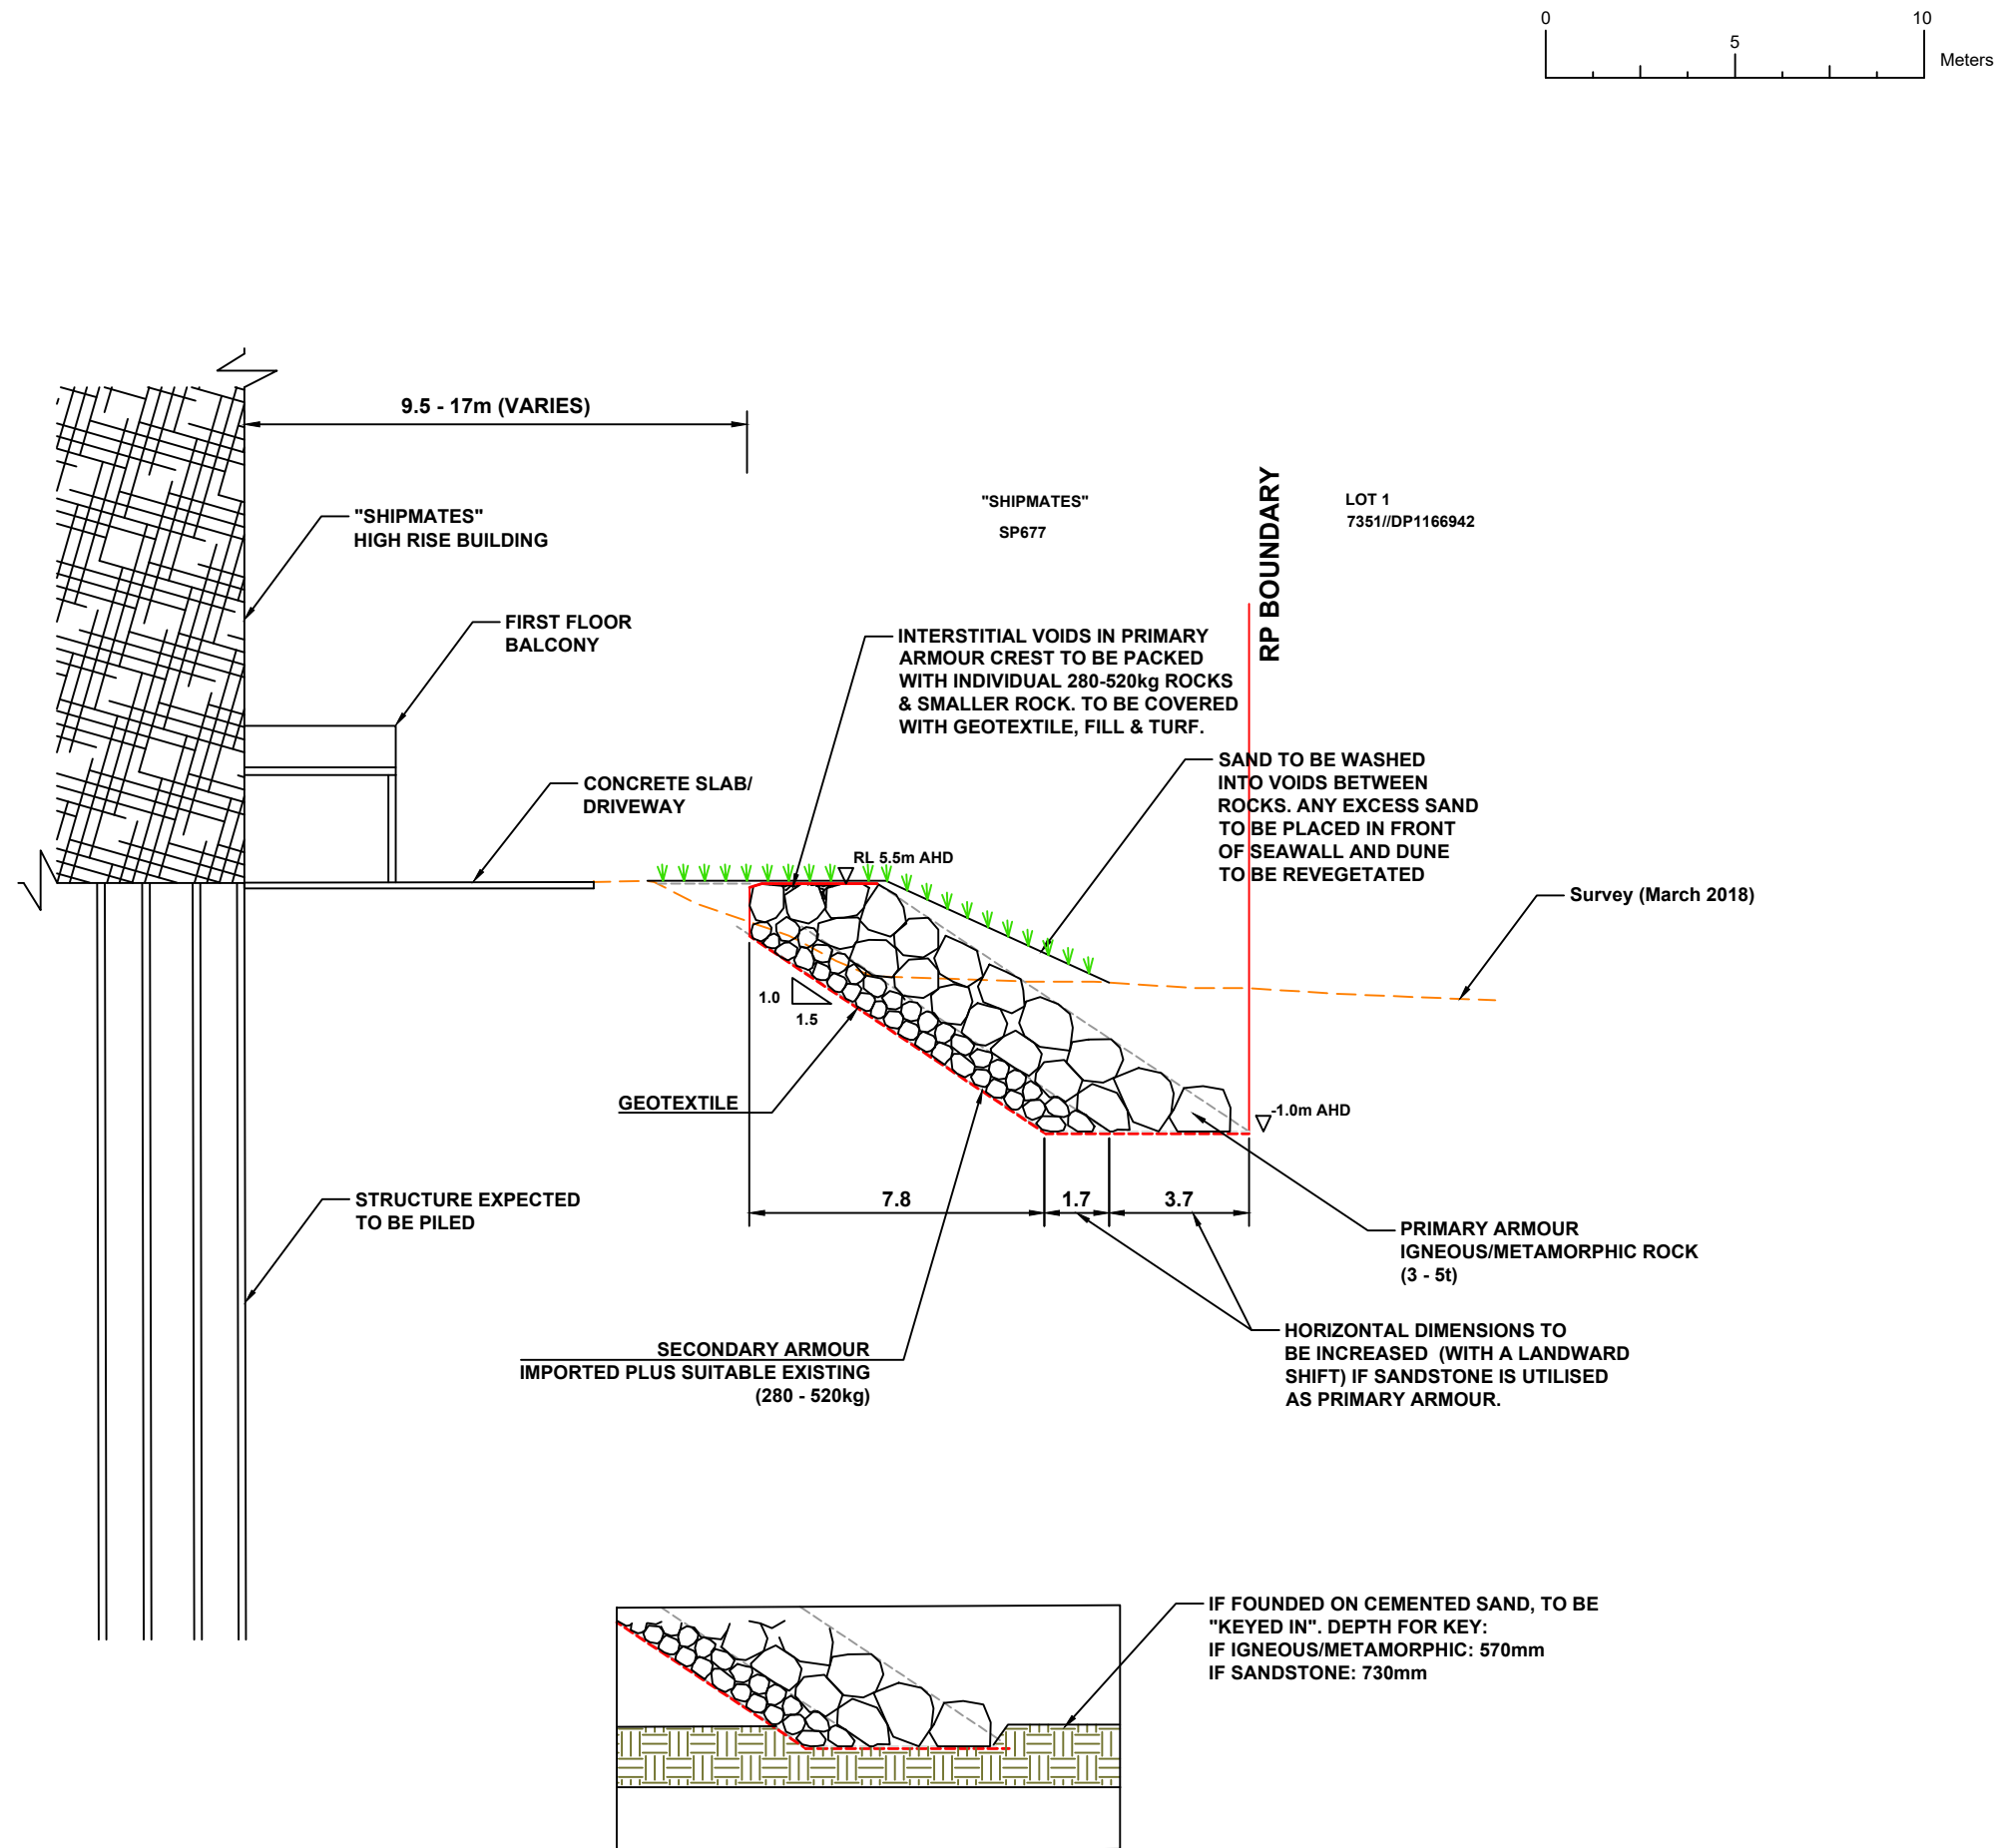 0
10
5
Meters
9.5 - 17m (VARIES)
"SHIPMATES"
HIGH RISE BUILDING
"SHIPMATES"
SP677
RP BOUNDARY
LOT 1
7351//DP1166942
FIRST FLOOR
BALCONY
INTERSTITIAL VOIDS IN PRIMARY
ARMOUR CREST TO BE PACKED
WITH INDIVIDUAL 280-520kg ROCKS
& SMALLER ROCK. TO BE COVERED
WITH GEOTEXTILE, FILL & TURF.
CONCRETE SLAB/
DRIVEWAY
SAND TO BE WASHED
INTO VOIDS BETWEEN
ROCKS. ANY EXCESS SAND
TO BE PLACED IN FRONT
OF SEAWALL AND DUNE
TO BE REVEGETATED
RL 5.5m AHD
Survey (March 2018)
1.0
1.5
GEOTEXTILE
-1.0m AHD
7.8
1.7
3.7
STRUCTURE EXPECTED
TO BE PILED
PRIMARY ARMOUR
IGNEOUS/METAMORPHIC ROCK
(3 - 5t)
SECONDARY ARMOUR
IMPORTED PLUS SUITABLE EXISTING
(280 - 520kg)
HORIZONTAL DIMENSIONS TO
BE INCREASED (WITH A LANDWARD
SHIFT) IF SANDSTONE IS UTILISED
AS PRIMARY ARMOUR.
IF FOUNDED ON CEMENTED SAND, TO BE
"KEYED IN". DEPTH FOR KEY:
IF IGNEOUS/METAMORPHIC: 570mm
IF SANDSTONE: 730mm